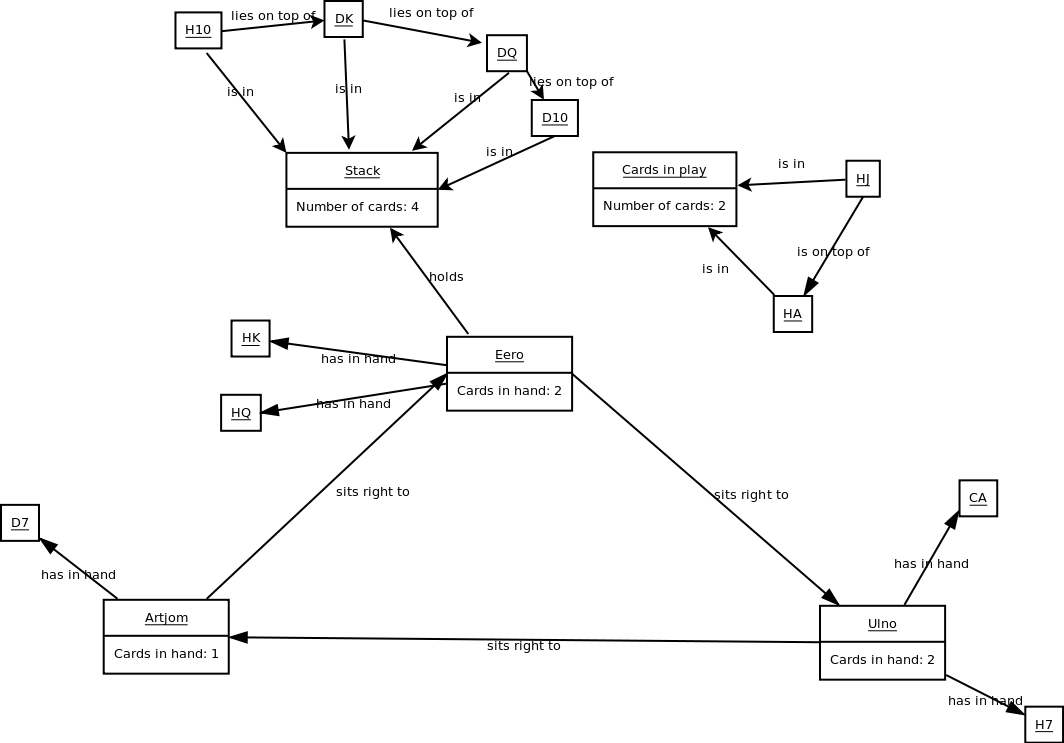 lies on top of
DK
lies on top of
H10
DQ
lies on top of
is in
is in
is in
D10
is in
Stack
Number of cards: 4
Cards in play
Number of cards: 2
is in
HJ
is on top of
is in
HA
holds
HK
has in hand
Eero
Cards in hand: 2
HQ
has in hand
sits right to
sits right to
CA
D7
has in hand
has in hand
Artjom
Cards in hand: 1
sits right to
Ulno
Cards in hand: 2
has in hand
H7